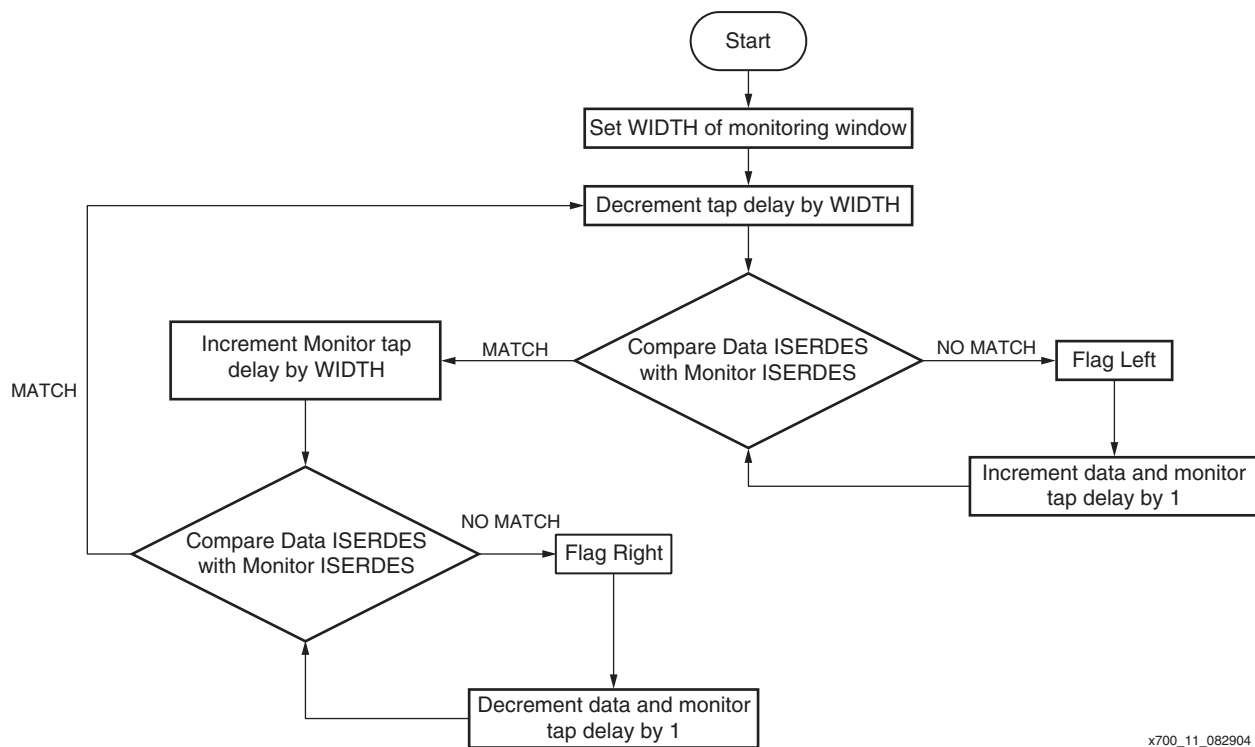 Start
Set WIDTH of monitoring window
Decrement tap delay by WIDTH
Increment Monitor tap
delay by WIDTH
MATCH
Compare Data ISERDES
with Monitor ISERDES
NO MATCH
Flag Left
MATCH
Increment data and monitor
tap delay by 1
Compare Data ISERDES
with Monitor ISERDES
NO MATCH
Flag Right
Decrement data and monitor
tap delay by 1
x700_11_082904